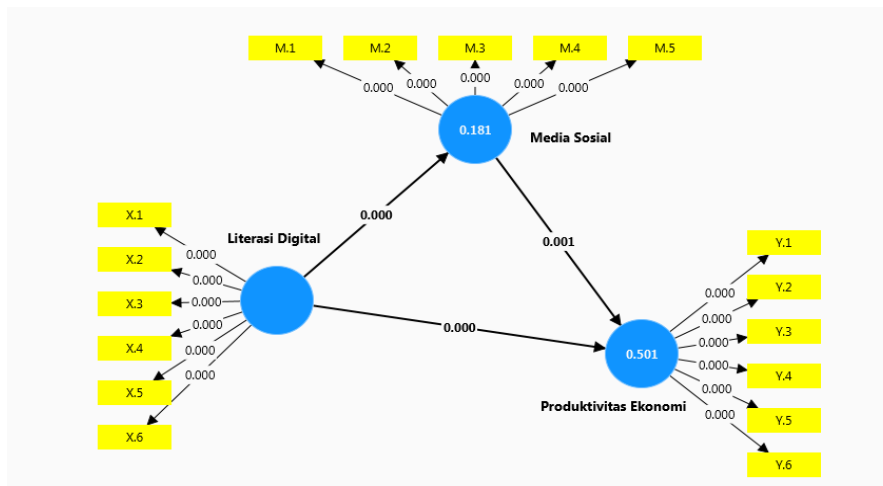 M.1
M.2
M.3
M.4
M.5
0.000
0.000
0.000
0.000
0.000
0.181
Media Sosial
0.000
0.001
X.1
X.2
X.3
X.4
X.5
X.6
0.000
0.000
0.000
0.000
0.000
0.000
Literasi Digital
0.000
0.501
Produktivitas Ekonomi
0.000
0.000
0.000
0.000
0.000
0.000
Y.1
Y.2
Y.3
Y.4
Y.5
Y.6